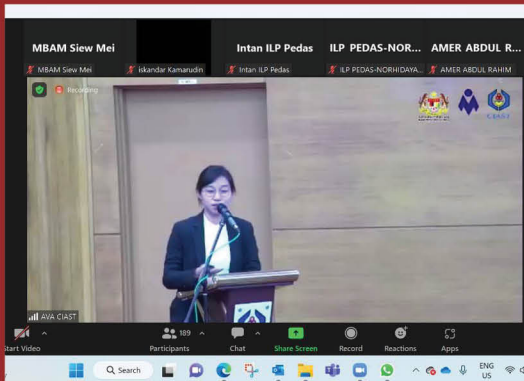 MBAM Siew Mei
Intan ILP Pedas
ILP PEDAS-NOR...
AMER ABDUL R...
MBAM Siew Mei
iskandar Kamarudin
Intan ILP Pedas
ILP PEDAS-NORHIDAYA...
AMER ABDUL RAHIM
Recording
CIAST
AVA CIAST
189
Start Video
Participants
Chat
Share Screen
Record
Reactions
Apps
Search
ENG
US